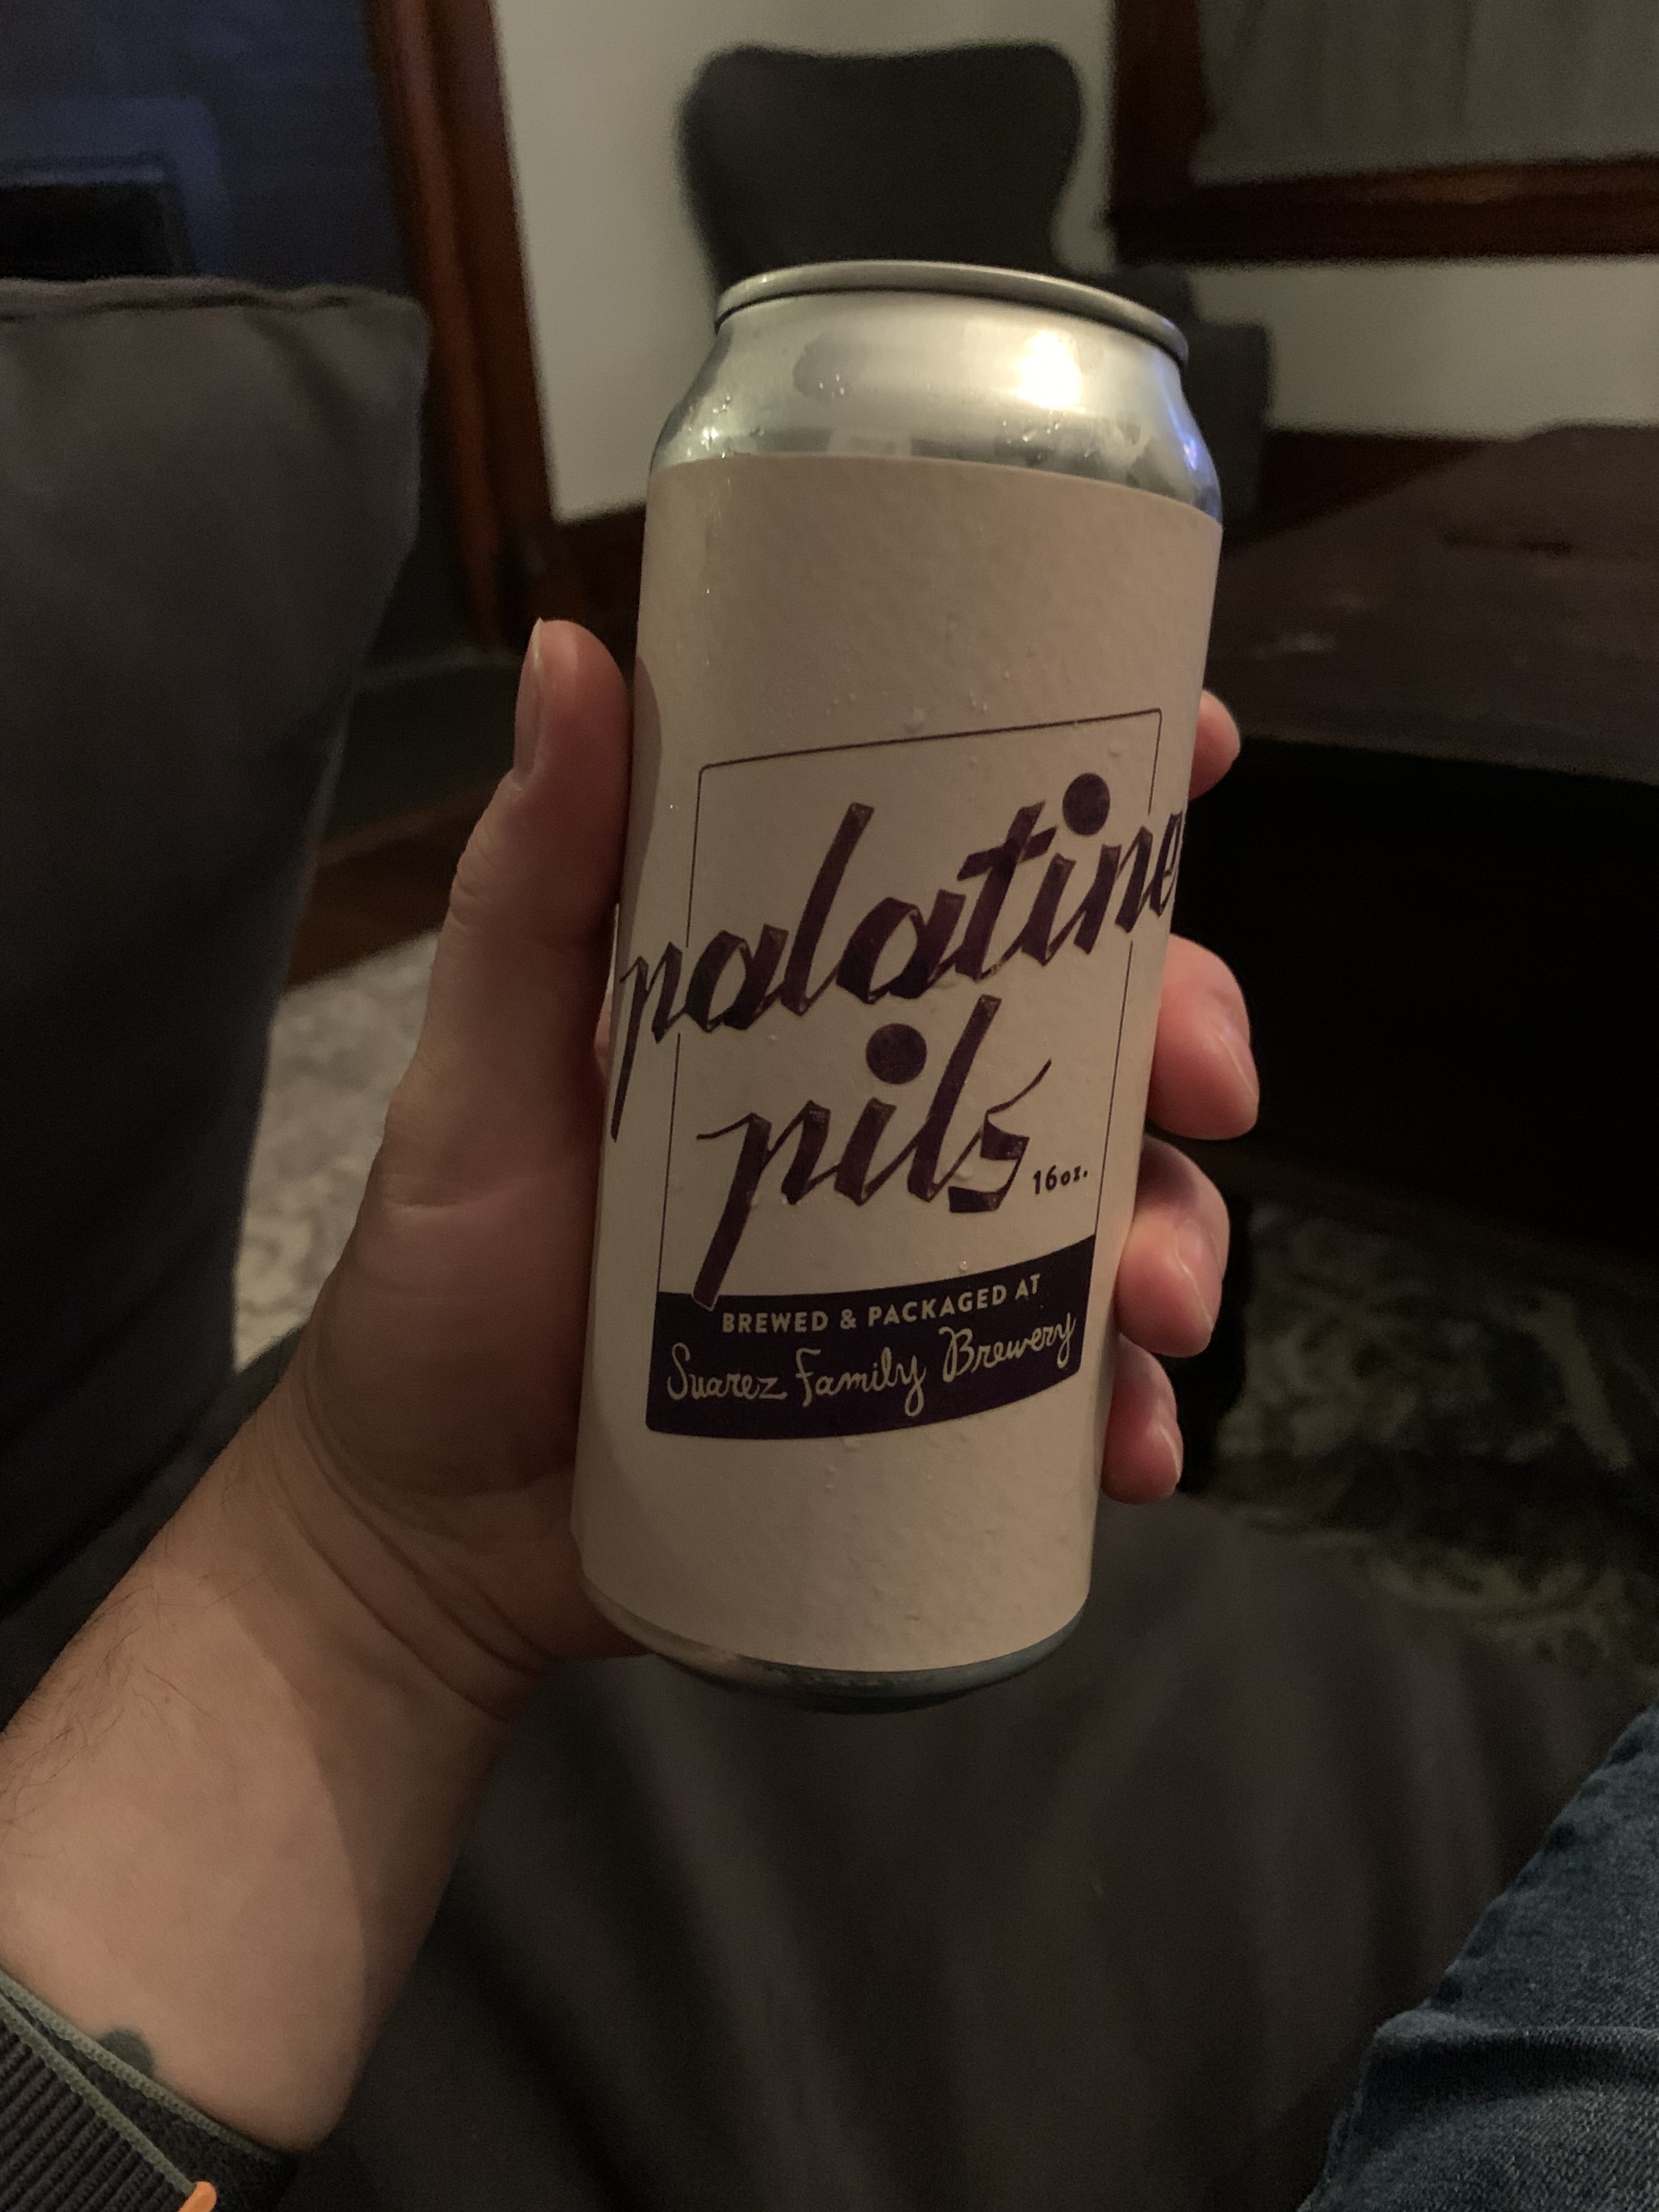 palatine
pils
16oz.
BREWED & PACKAGED AT
Suarez Family Brewery